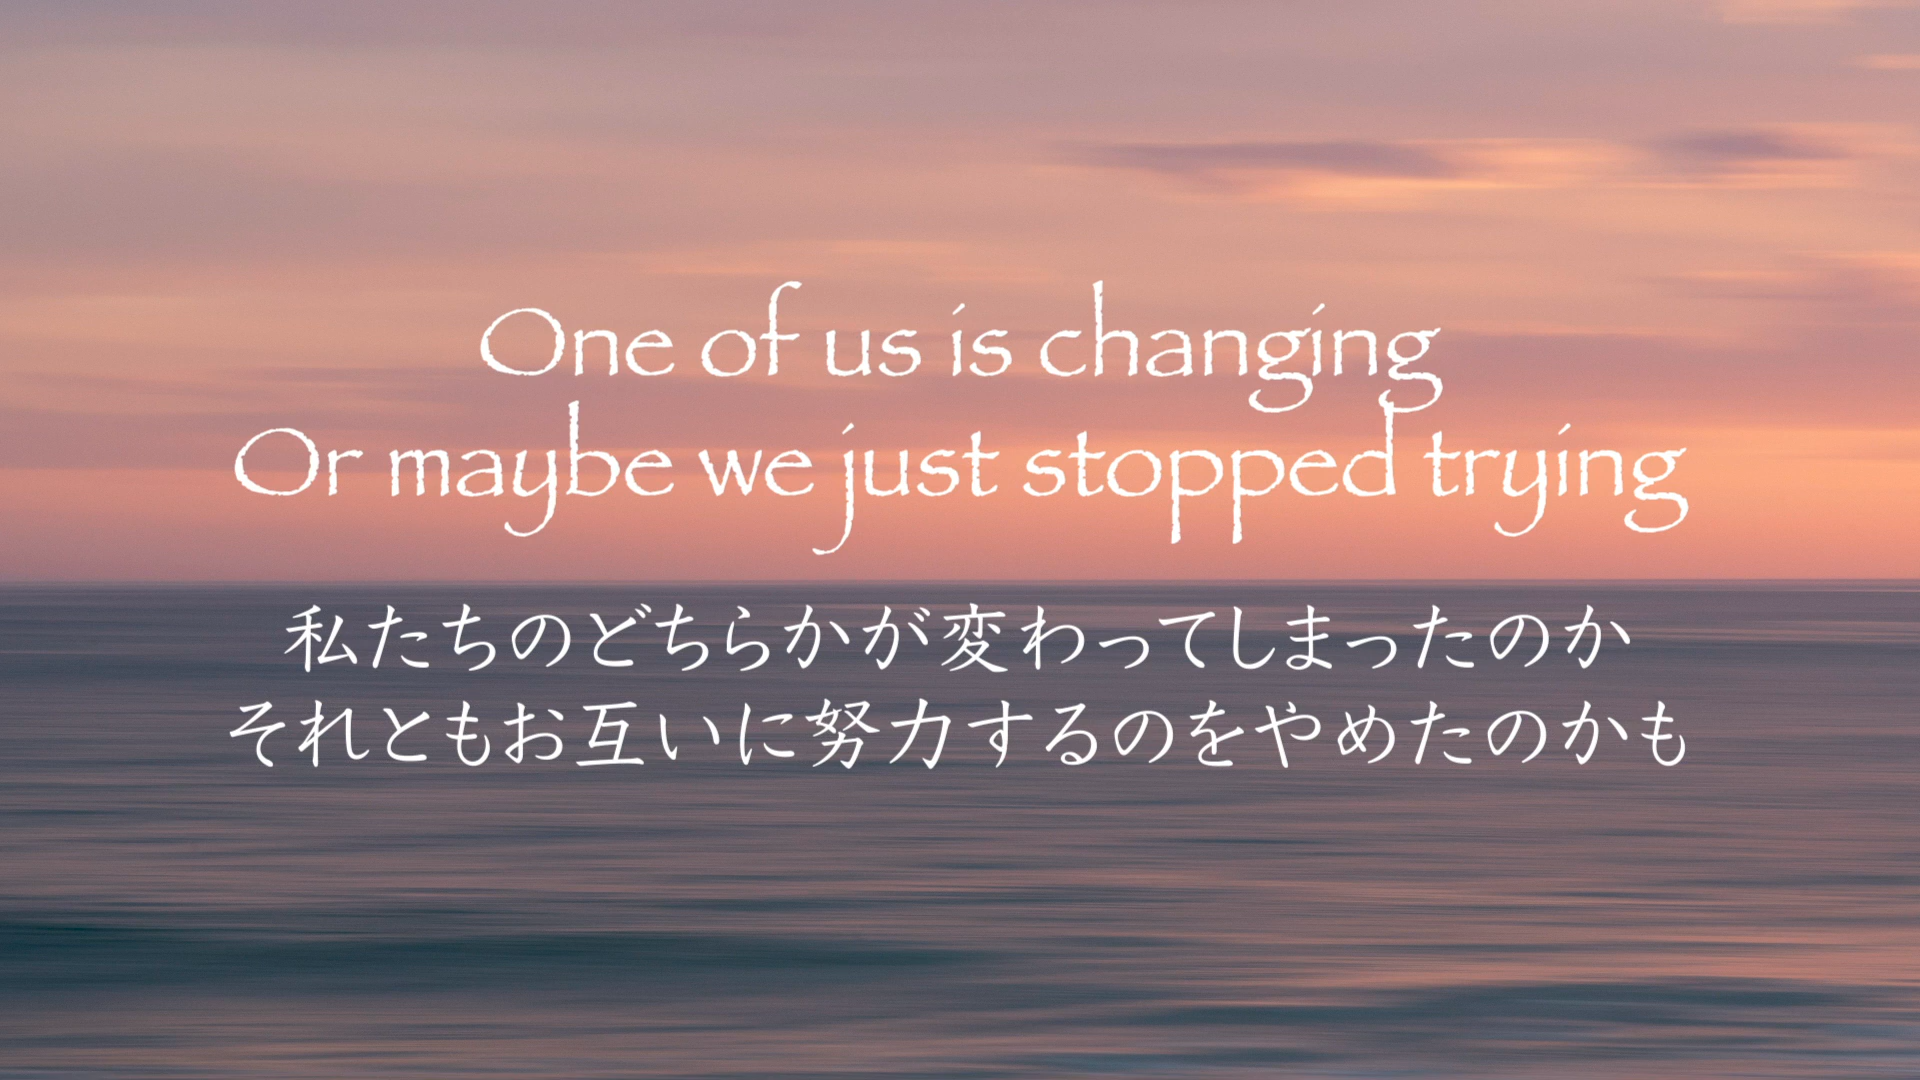 One of us is changing
Or maybe we just stopped trying
私たちのどちらかが変わってしまったのか
それともお互いに努力するのをやめたのかも